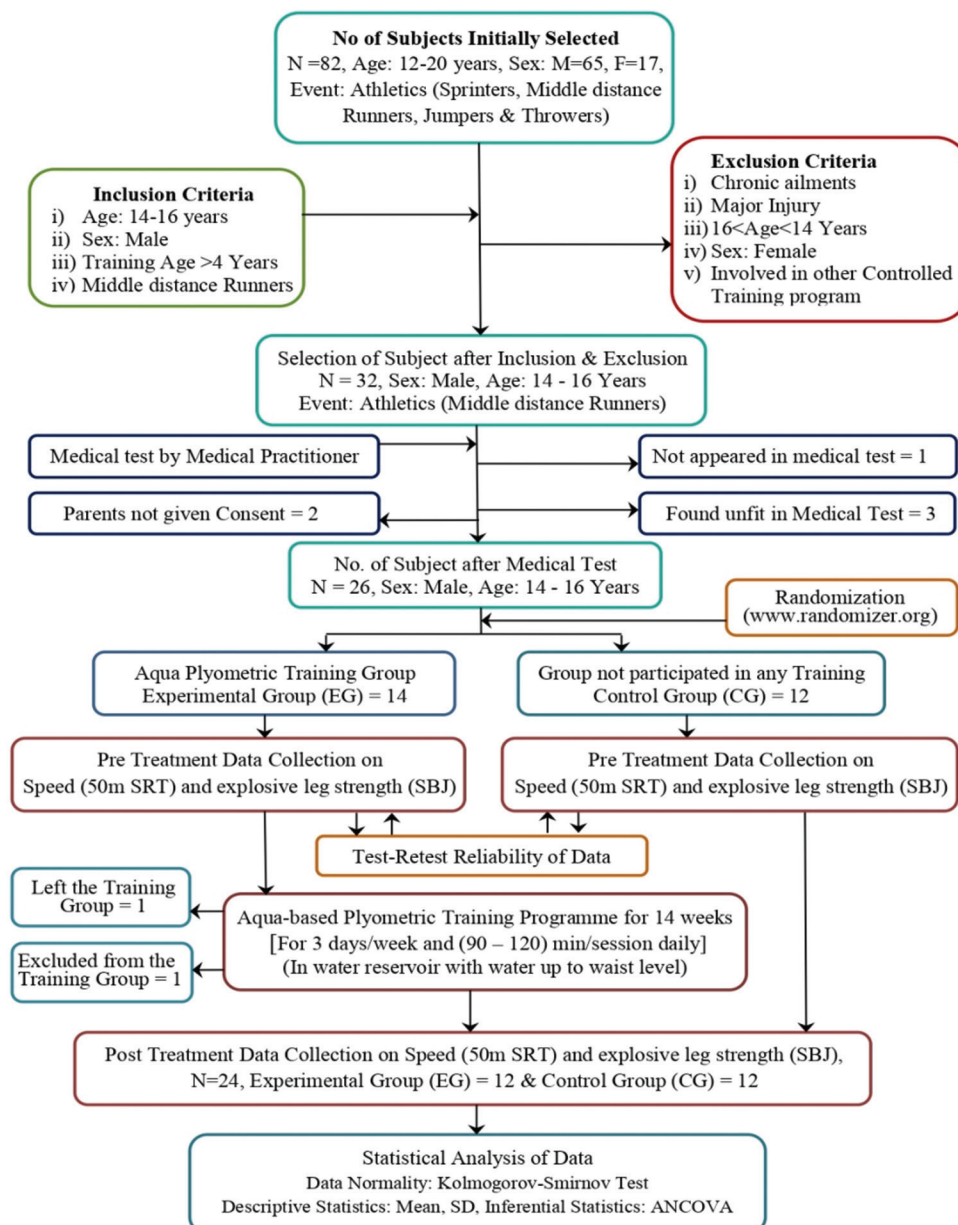 No of Subjects Initially Selected
N =82, Age: 12-20 years, Sex: M=65, F=17,
Event: Athletics (Sprinters, Middle distance
Runners, Jumpers & Throwers)
Inclusion Criteria
i) Age: 14-16 years
ii) Sex: Male
iii) Training Age >4 Years
iv) Middle distance Runners
Exclusion Criteria
i) Chronic ailments
ii) Major Injury
iii) 16<Age<14 Years
iv) Sex: Female
v) Involved in other Controlled
Training program
Selection of Subject after Inclusion & Exclusion
N = 32, Sex: Male, Age: 14 - 16 Years
Event: Athletics (Middle distance Runners)
Medical test by Medical Practitioner
Not appeared in medical test = 1
Parents not given Consent = 2
Found unfit in Medical Test = 3
No. of Subject after Medical Test
N = 26, Sex: Male, Age: 14 - 16 Years
Randomization
(www.randomizer.org)
Aqua Plyometric Training Group
Experimental Group (EG) = 14
Group not participated in any Training
Control Group (CG) = 12
Pre Treatment Data Collection on
Speed (50m SRT) and explosive leg strength (SBJ)
Pre Treatment Data Collection on
Speed (50m SRT) and explosive leg strength (SBJ)
Test-Retest Reliability of Data
Left the Training
Group = 1
Excluded from the
Training Group = 1
Aqua-based Plyometric Training Programme for 14 weeks
[For 3 days/week and (90 – 120) min/session daily]
(In water reservoir with water up to waist level)
Post Treatment Data Collection on Speed (50m SRT) and explosive leg strength (SBJ),
N=24, Experimental Group (EG) = 12 & Control Group (CG) = 12
Statistical Analysis of Data
Data Normality: Kolmogorov-Smirnov Test
Descriptive Statistics: Mean, SD, Inferential Statistics: ANCOVA